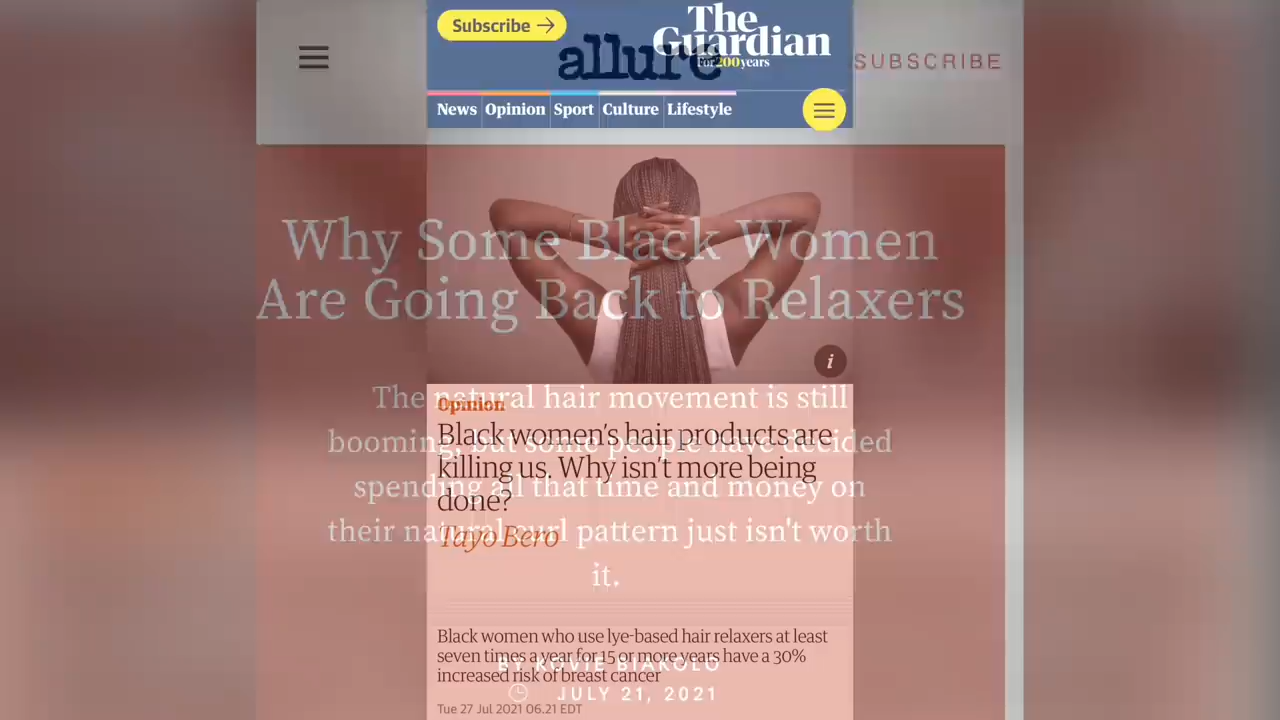 Subscribe →
The
Guardian
For 200 years
allure
SUBSCRIBE
News Opinion Sport Culture Lifestyle
Why Some Black Women
Are Going Back to Relaxers
i
The natural hair movement is still
booming, but some people have decided
spending all that time and money on
their natural curl pattern just isn't worth
it.
Opinion
Black women's hair products are
killing us. Why isn't more being
done?
Tayo Bero
Black women who use lye-based hair relaxers at least
seven times a year for 15 or more years have a 30%
increased risk of breast cancer
Tue 27 Jul 2021 06.21 EDT
BY ROVIE BIAKOLO
JULY 21, 2021